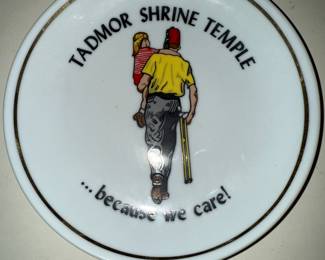 TADMOR SHRINE TEMPLE
...because we care!